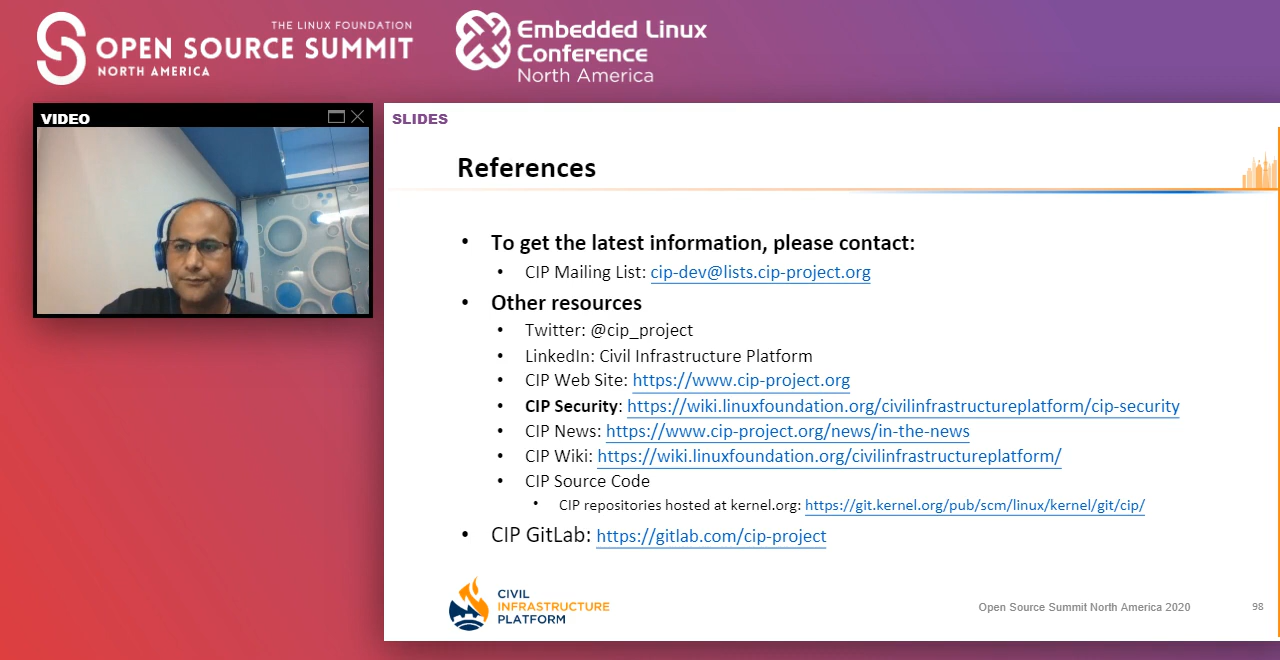 THE LINUX FOUNDATION
OPEN SOURCE SUMMIT
NORTH AMERICA
Embedded Linux
Conference
North America
VIDEO
SLIDES
References
• To get the latest information, please contact:
• CIP Mailing List: cip-dev@lists.cip-project.org
• Other resources
• Twitter: @cip_project
• LinkedIn: Civil Infrastructure Platform
• CIP Web Site: https://www.cip-project.org
• CIP Security: https://wiki.linuxfoundation.org/civilinfrastructureplatform/cip-security
• CIP News: https://www.cip-project.org/news/in-the-news
• CIP Wiki: https://wiki.linuxfoundation.org/civilinfrastructureplatform/
• CIP Source Code
• CIP repositories hosted at kernel.org: https://git.kernel.org/pub/scm/linux/kernel/git/cip/
• CIP GitLab: https://gitlab.com/cip-project
CIVIL
INFRASTRUCTURE
PLATFORM
Open Source Summit North America 2020
98